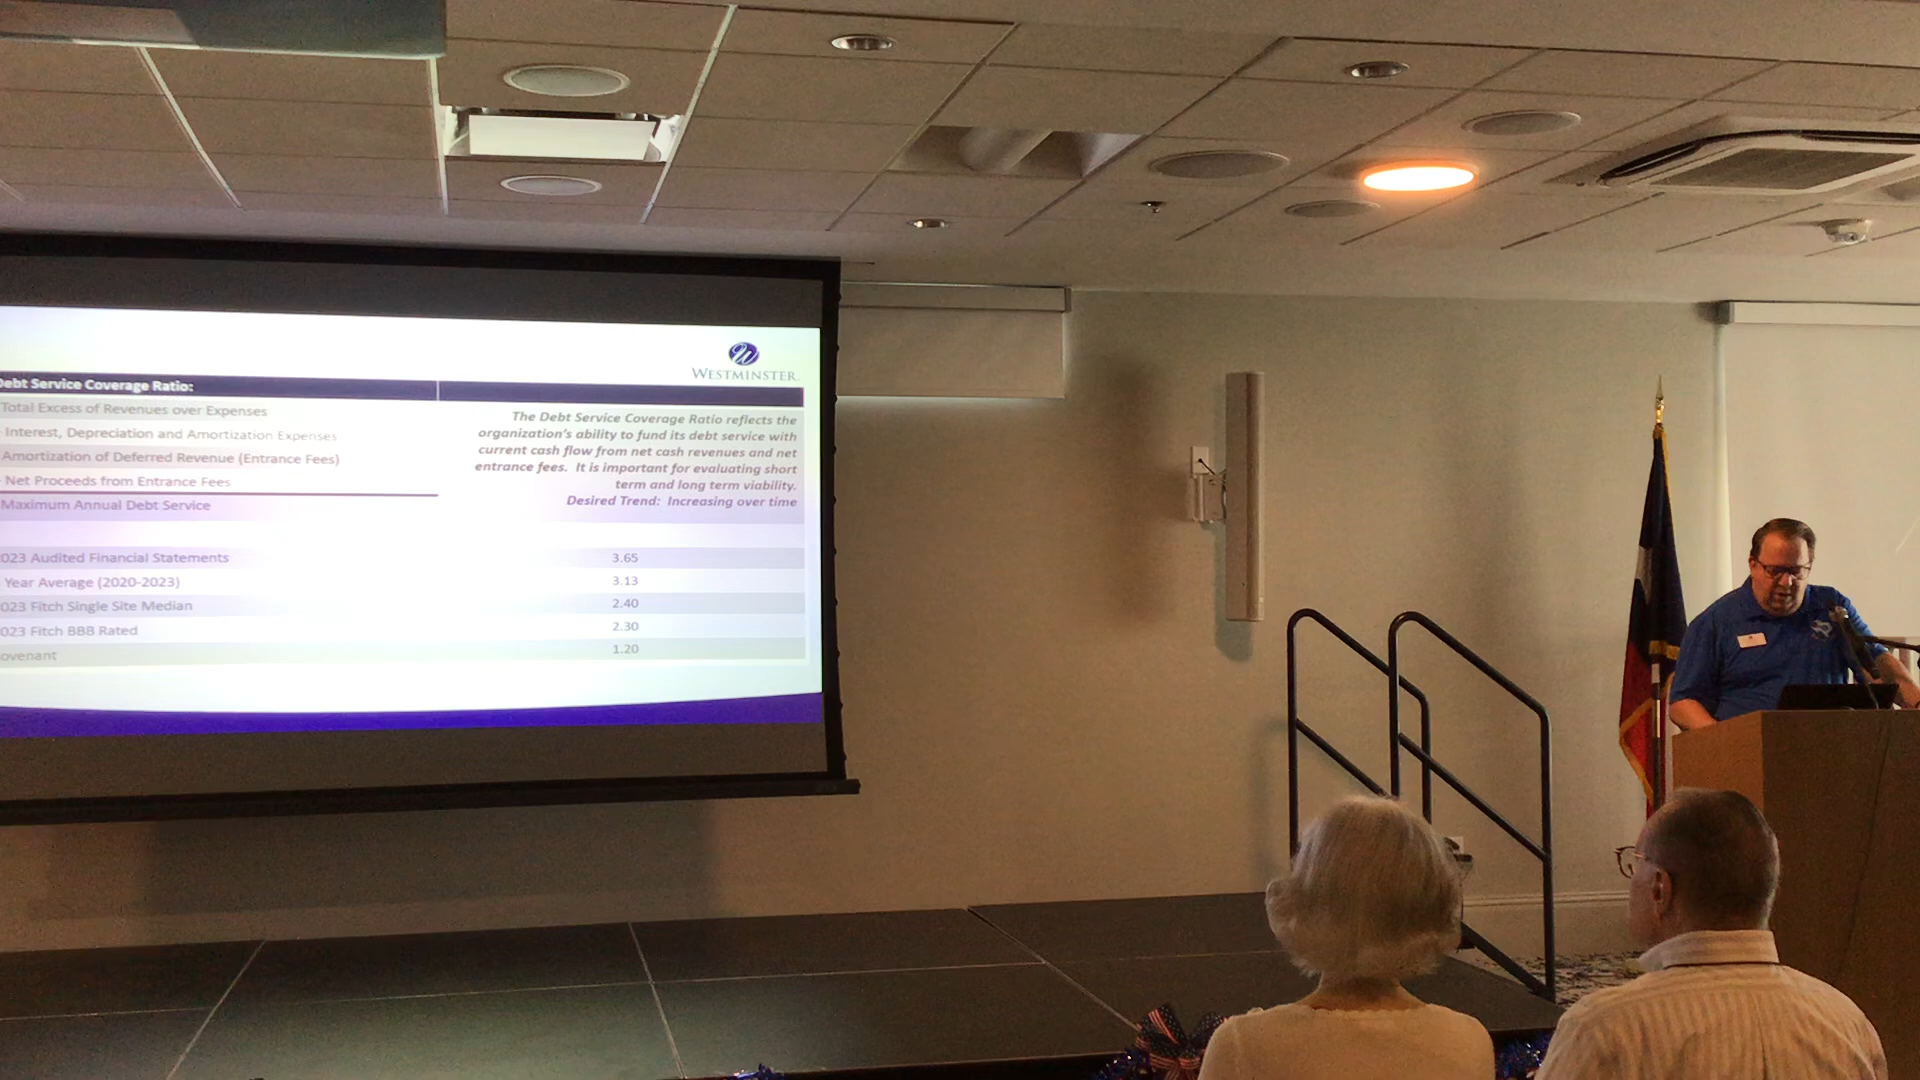 WESTMINSTER
Debt Service Coverage Ratio:
Total Excess of Revenues over Expenses
Interest, Depreciation and Amortization Expenses
Amortization of Deferred Revenue (Entrance Fees)
Net Proceeds from Entrance Fees
Maximum Annual Debt Service
The Debt Service Coverage Ratio reflects the
organization's ability to fund its debt service with
current cash flow from net cash revenues and net
entrance fees. It is important for evaluating short
term and long term viability.
Desired Trend: Increasing over time
023 Audited Financial Statements 3.65
Year Average (2020-2023) 3.13
023 Fitch Single Site Median 2.40
023 Fitch BBB Rated 2.30
ovenant 1.20